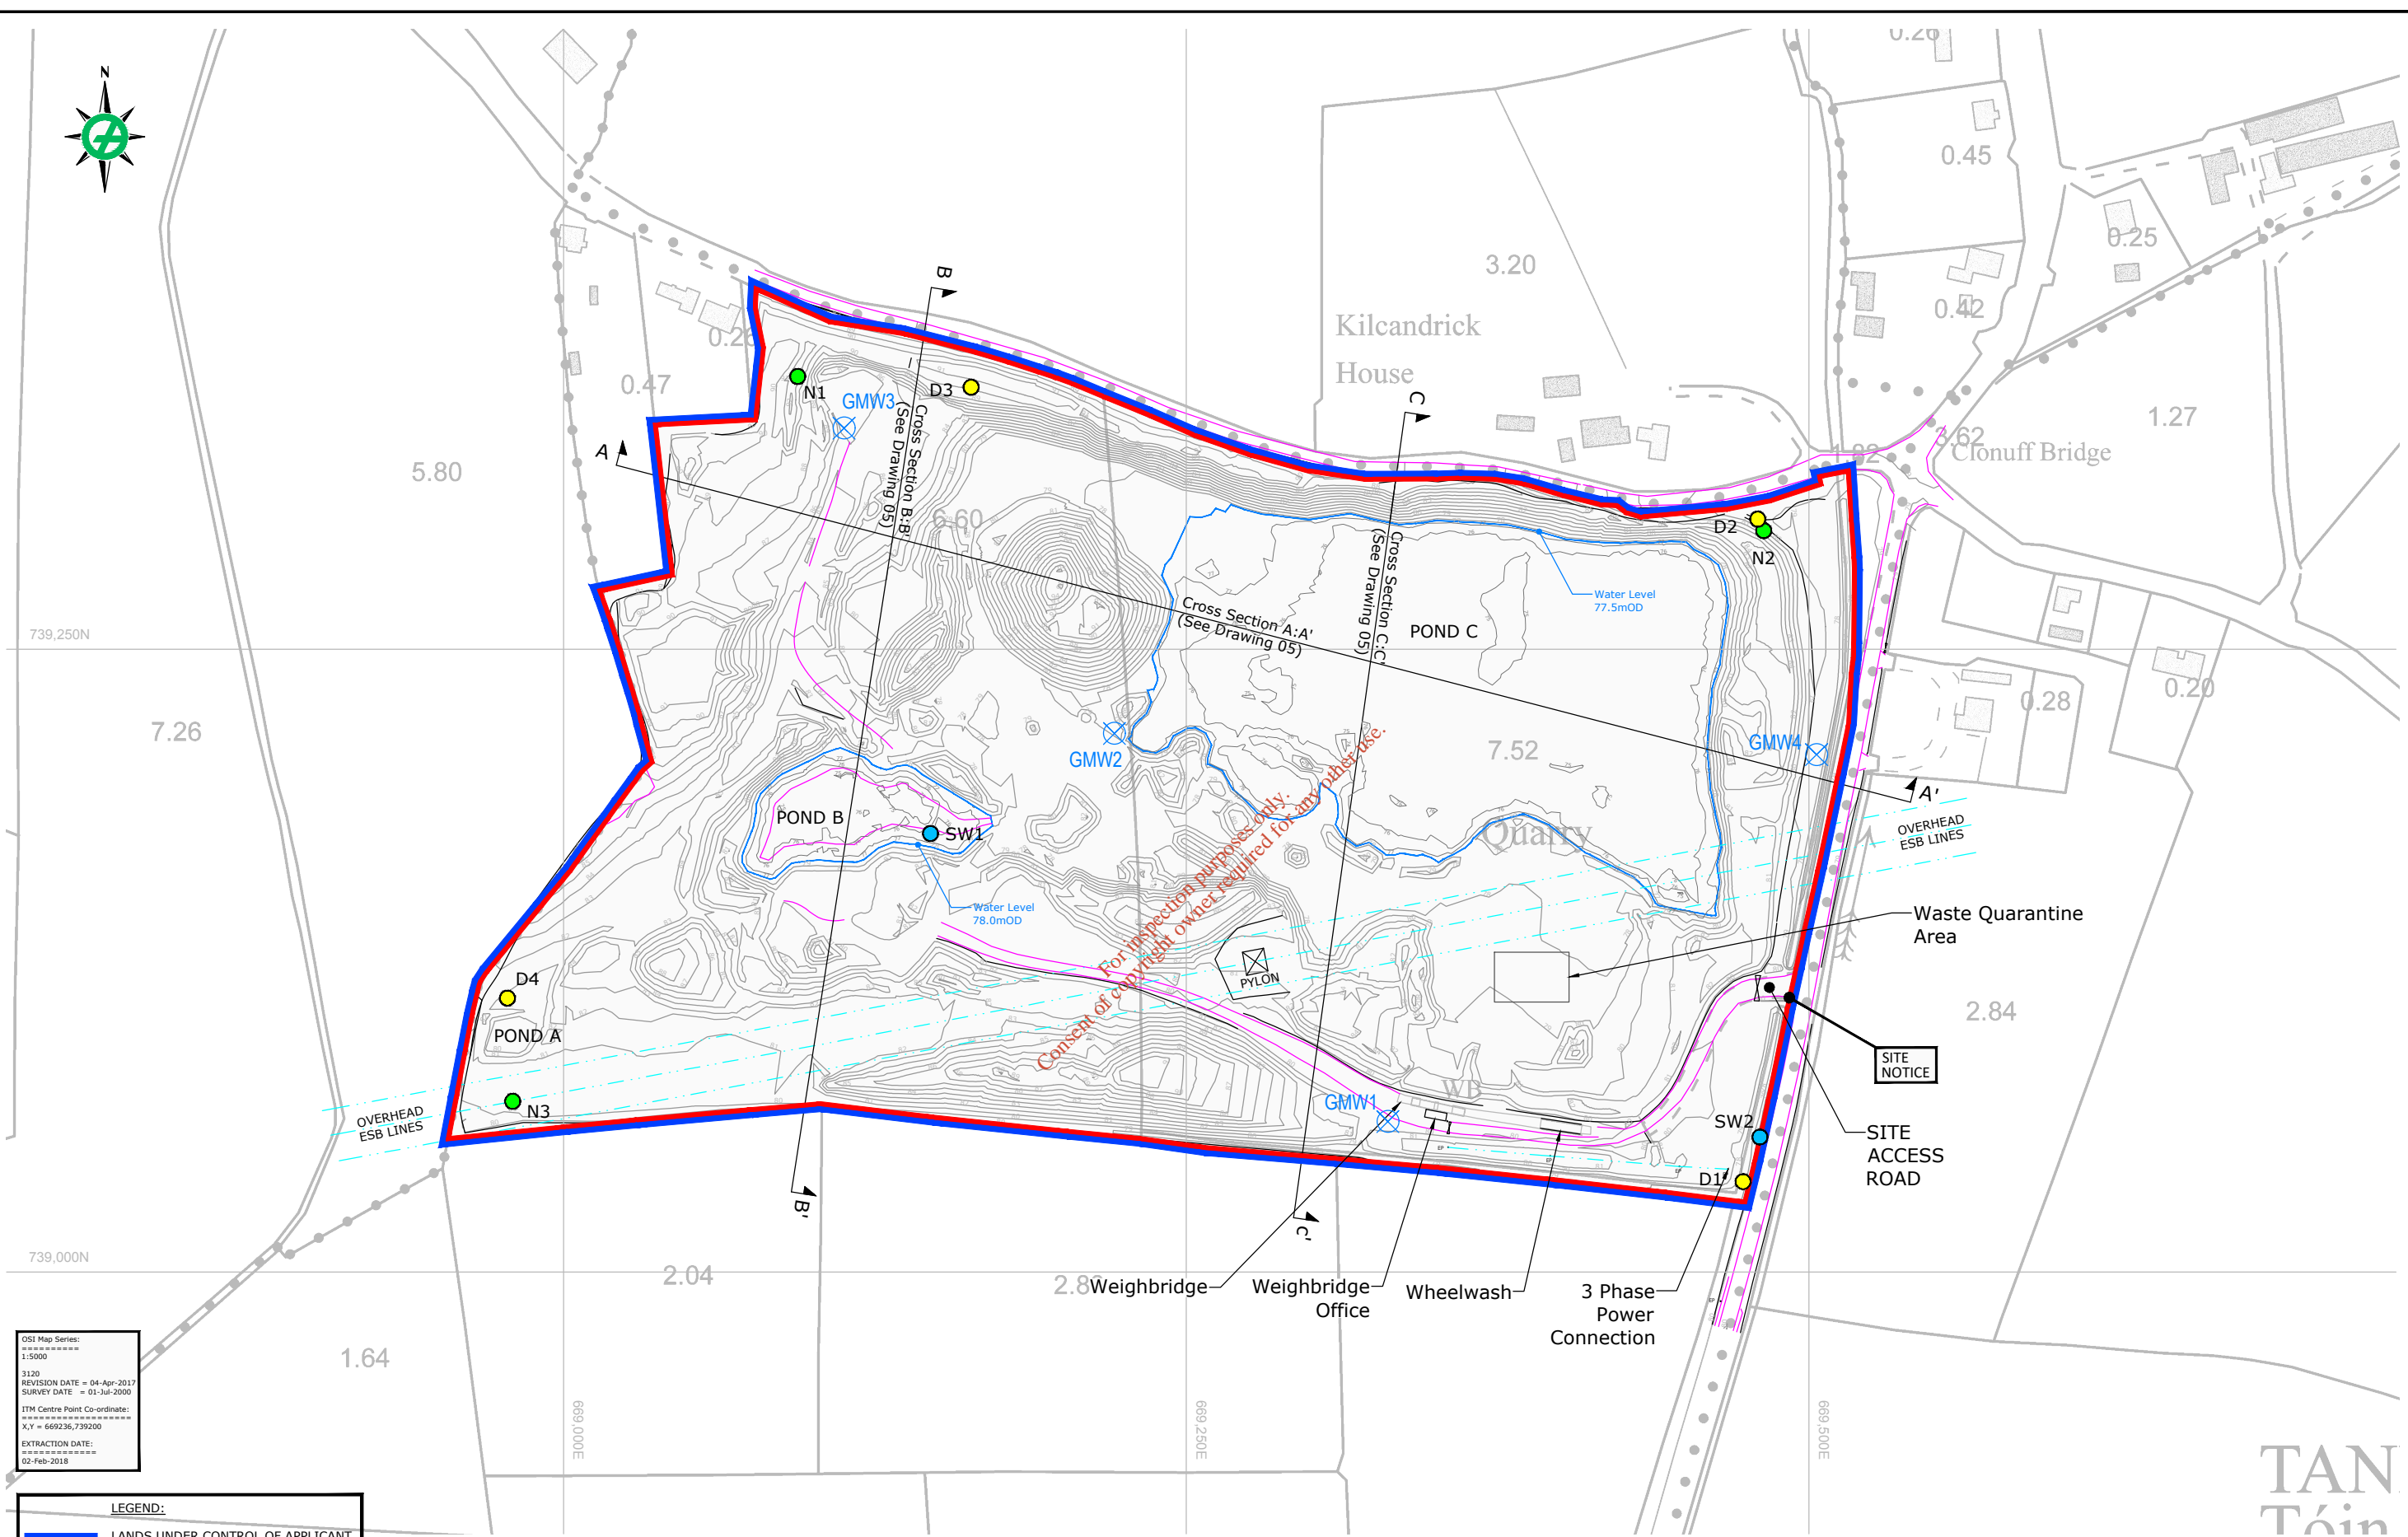 N
0.26
0.45
0.25
3.20
0.42
Kilcandrick
House
0.26
0.47
1.27
B
C
D3
N1
GMW3
A
Cross Section B:B'
(See Drawing 05)
3.62
1.82
Clonuff Bridge
5.80
6.60
D2
N2
Cross Section C:C'
(See Drawing 05)
Water Level
77.5mOD
Cross Section A:A'
(See Drawing 05)
POND C
739,250N
0.28
0.20
7.26
GMW2
7.52
GMW4
A'
POND B
SW1
Quarry
OVERHEAD
ESB LINES
For inspection purposes only.
Consent of copyright owner required for any other use.
Water Level
78.0mOD
Waste Quarantine
Area
D4
PYLON
POND A
2.84
SITE
NOTICE
WB
GMW1
N3
OVERHEAD
ESB LINES
SW2
SITE
ACCESS
ROAD
D1
B'
c'
739,000N
2.04
Weighbridge
Weighbridge
Office
Wheelwash
3 Phase
Power
Connection
1.64
OSI Map Series:
==========
1:5000
3120
REVISION DATE = 04-Apr-2017
SURVEY DATE = 01-Jul-2000
ITM Centre Point Co-ordinate:
===================
X,Y = 669236,739200
EXTRACTION DATE:
=============
02-Feb-2018
669,000E
669,250E
669,500E
LEGEND:
LANDS UNDER CONTROL OF APPLICANT
TAN
Tóin